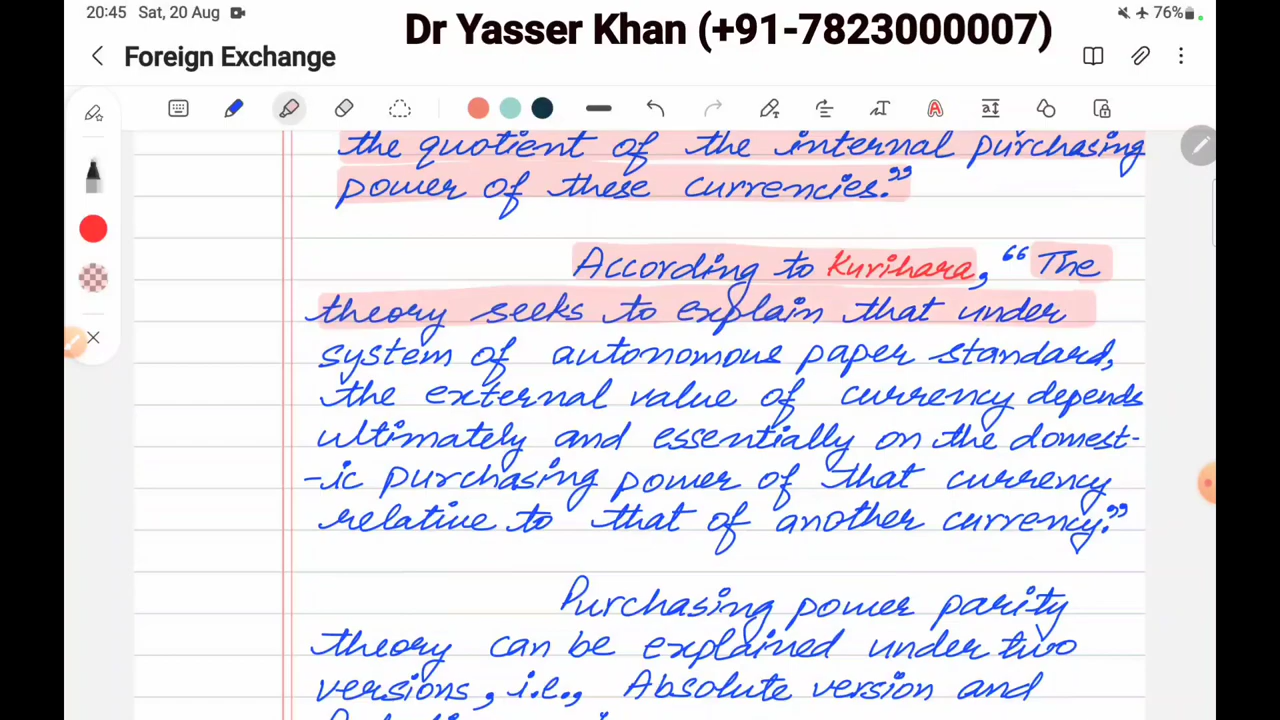 20:45 Sat, 20 Aug
76%
Dr Yasser Khan (+91-7823000007)
Foreign Exchange
the quotient of the internal purchasing
power of these currencies.”
According to Kurihara, “The
theory seeks to explain that under
system of autonomous paper standard,
the external value of currency depends
ultimately and essentially on the domest-
-ic purchasing power of that currency
relative to that of another currency.”
Purchasing power parity
theory can be explained under two
versions, i.e., Absolute version and